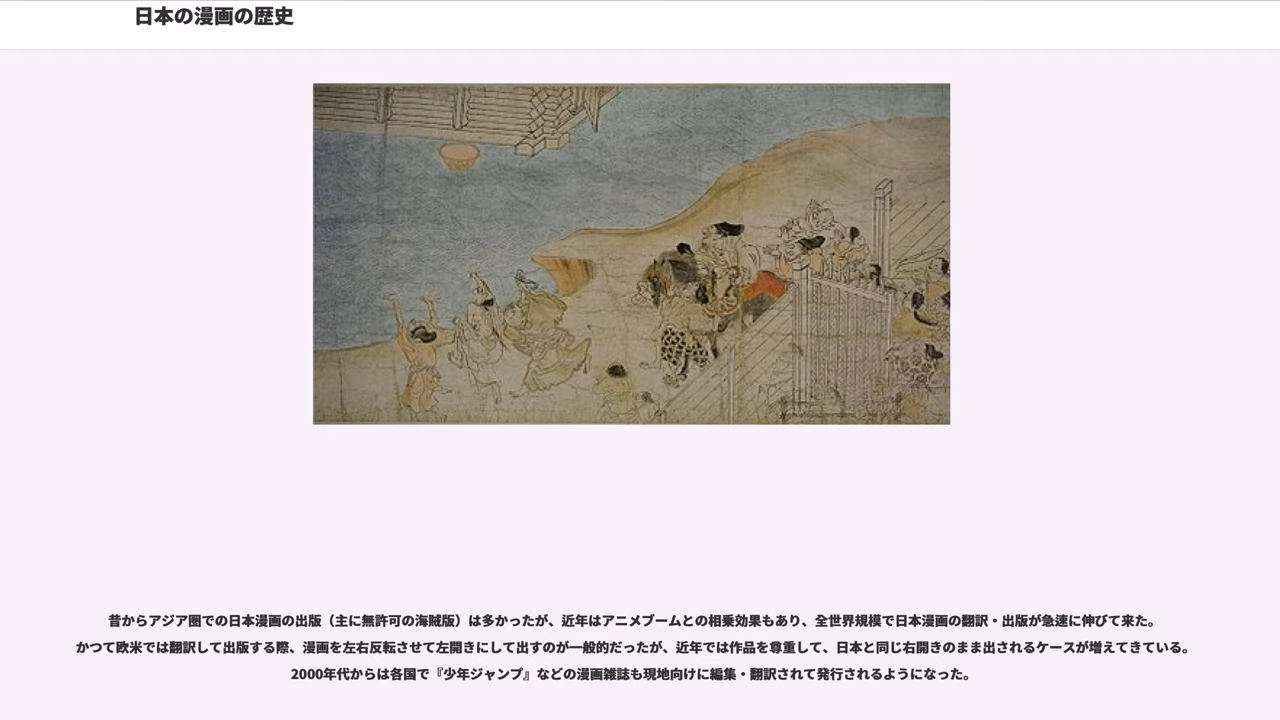 日本の漫画の歴史
昔からアジア圏での日本漫画の出版（主に無許可の海賊版）は多かったが、近年はアニメブームとの相乗効果もあり、全世界規模で日本漫画の翻訳・出版が急速に伸びて来た。
かつて欧米では翻訳して出版する際、漫画を左右反転させて左開きにして出すのが一般的だったが、近年では作品を尊重して、日本と同じ右開きのまま出されるケースが増えてきている。
2000年代からは各国で『少年ジャンプ』などの漫画雑誌も現地向けに編集・翻訳されて発行されるようになった。